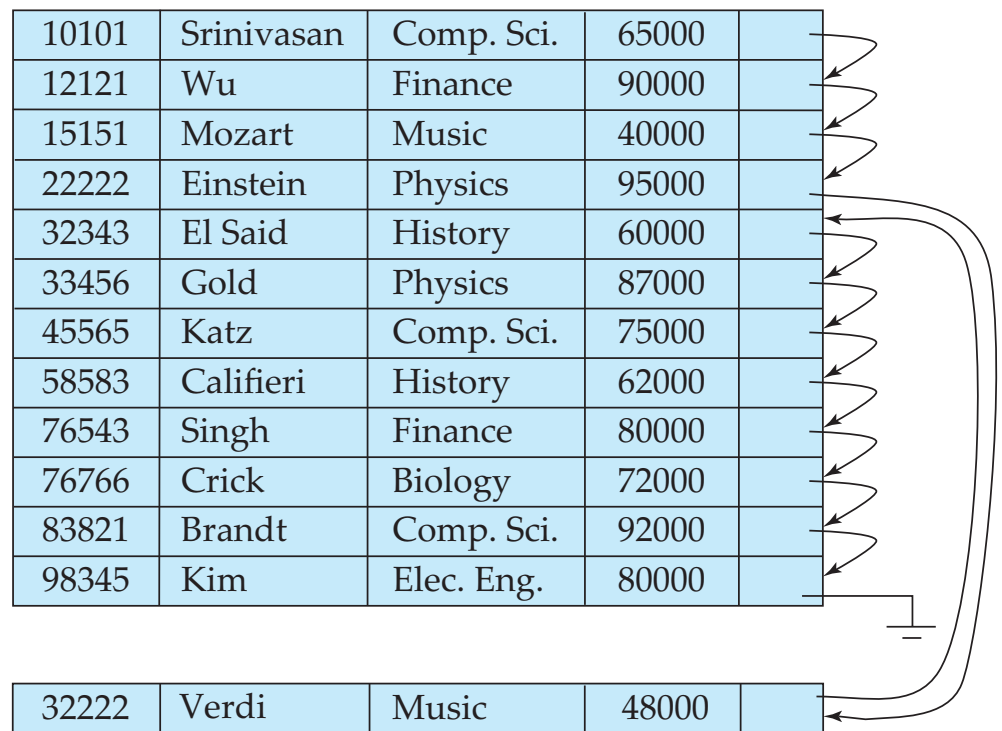 10101 Srinivasan Comp. Sci. 65000
12121 Wu Finance 90000
15151 Mozart Music 40000
22222 Einstein Physics 95000
32343 El Said History 60000
33456 Gold Physics 87000
45565 Katz Comp. Sci. 75000
58583 Califieri History 62000
76543 Singh Finance 80000
76766 Crick Biology 72000
83821 Brandt Comp. Sci. 92000
98345 Kim Elec. Eng. 80000
32222 Verdi Music 48000